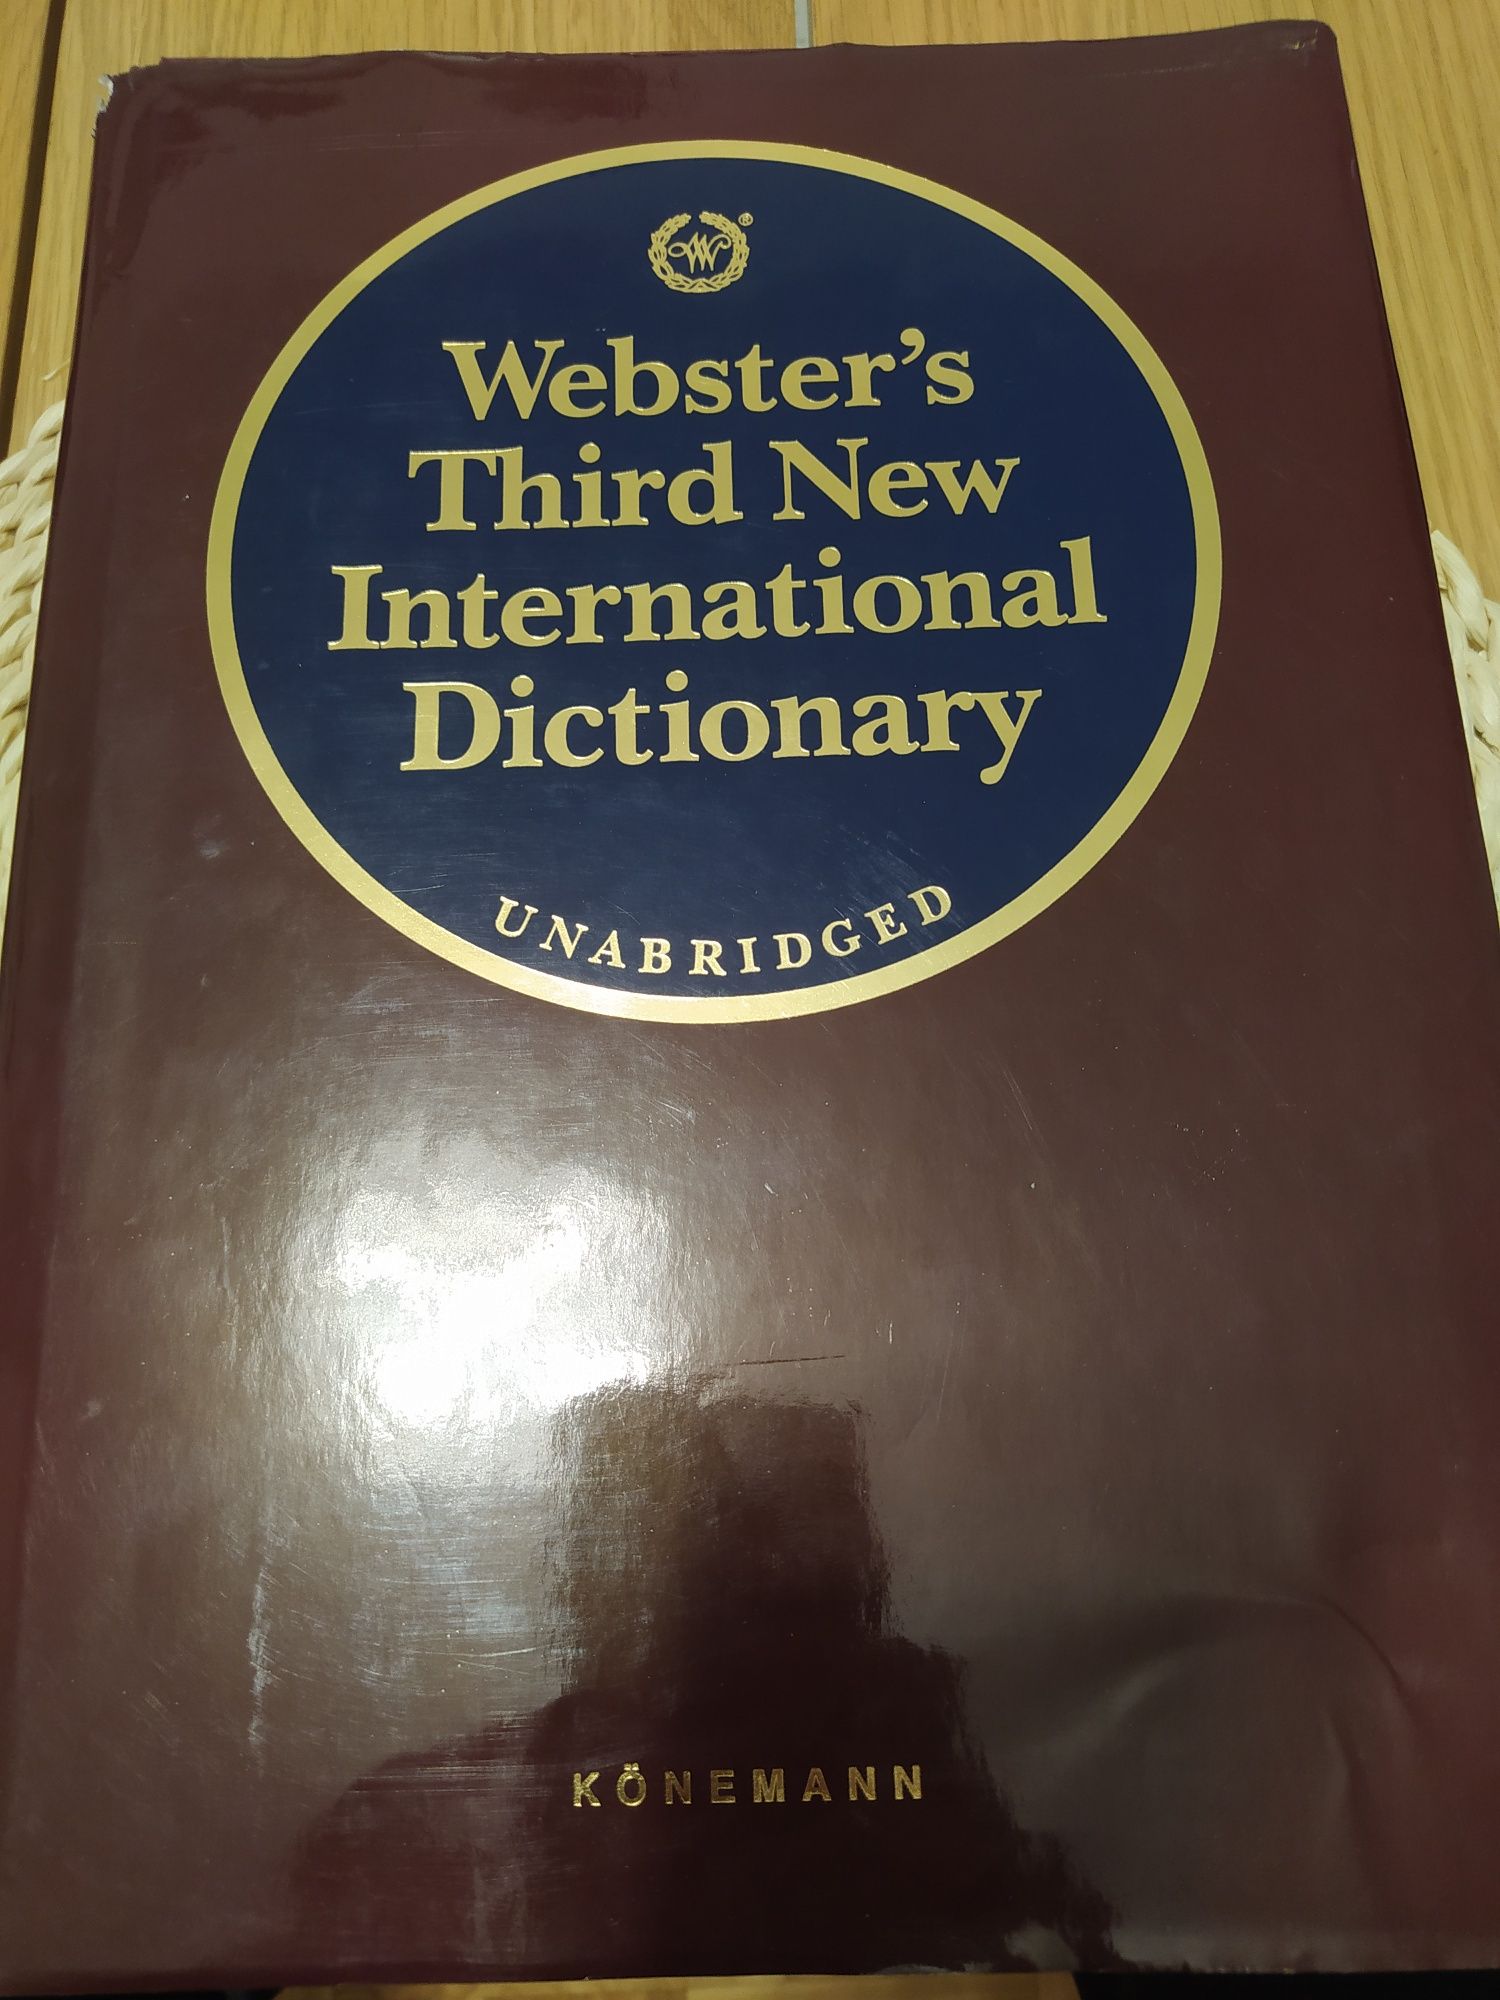 W®
Webster's
Third New
International
Dictionary
UNABRIDGED
KÖNEMANN